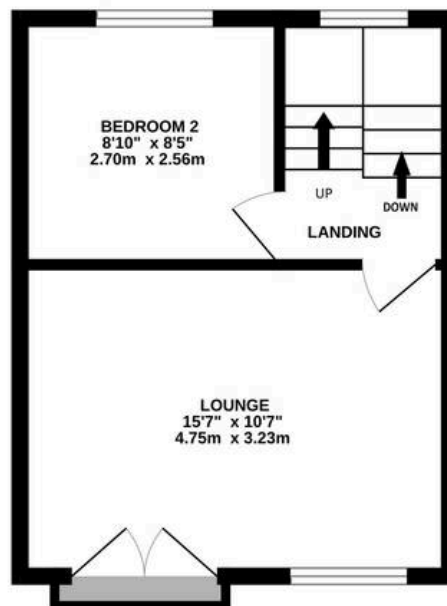 BEDROOM 2
8'10" x 8'5"
2.70m x 2.56m
UP
DOWN
LANDING
LOUNGE
15'7" x 10'7"
4.75m x 3.23m